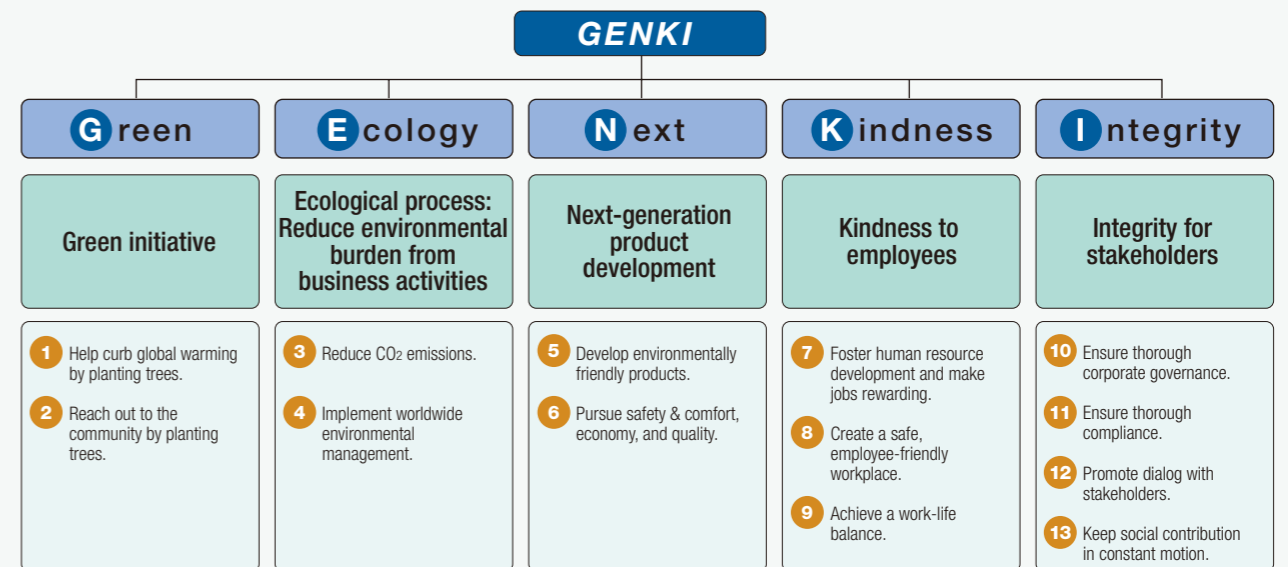 GENKI
Green
Ecology
Next
Kindness
Integrity
Green initiative
Ecological process:
Reduce environmental
burden from
business activities
Next-generation
product
development
Kindness to
employees
Integrity for
stakeholders
1 Help curb global warming
by planting trees.
2 Reach out to the
community by planting
trees.
3 Reduce CO2 emissions.
4 Implement worldwide
environmental
management.
5 Develop environmentally
friendly products.
6 Pursue safety & comfort,
economy, and quality.
7 Foster human resource
development and make
jobs rewarding.
8 Create a safe,
employee-friendly
workplace.
9 Achieve a work-life
balance.
10 Ensure thorough
corporate governance.
11 Ensure thorough
compliance.
12 Promote dialog with
stakeholders.
13 Keep social contribution
in constant motion.